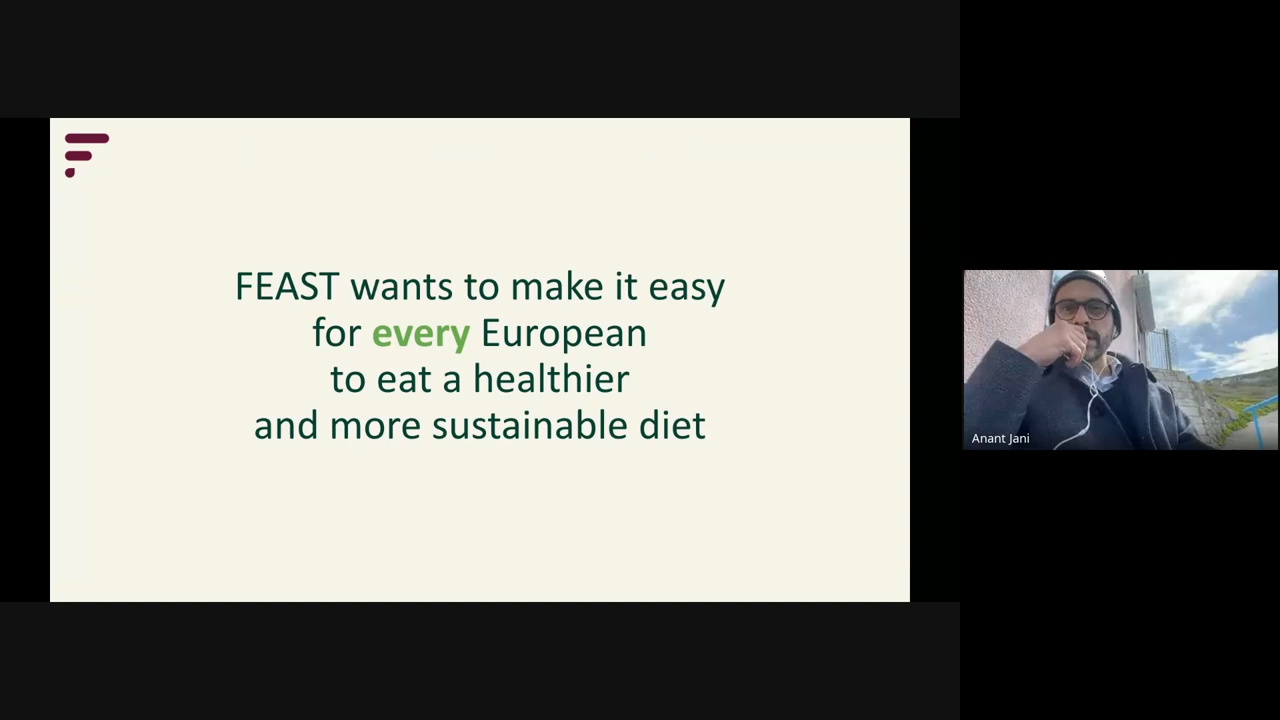 FEAST wants to make it easy
for every European
to eat a healthier
and more sustainable diet
Anant Jani